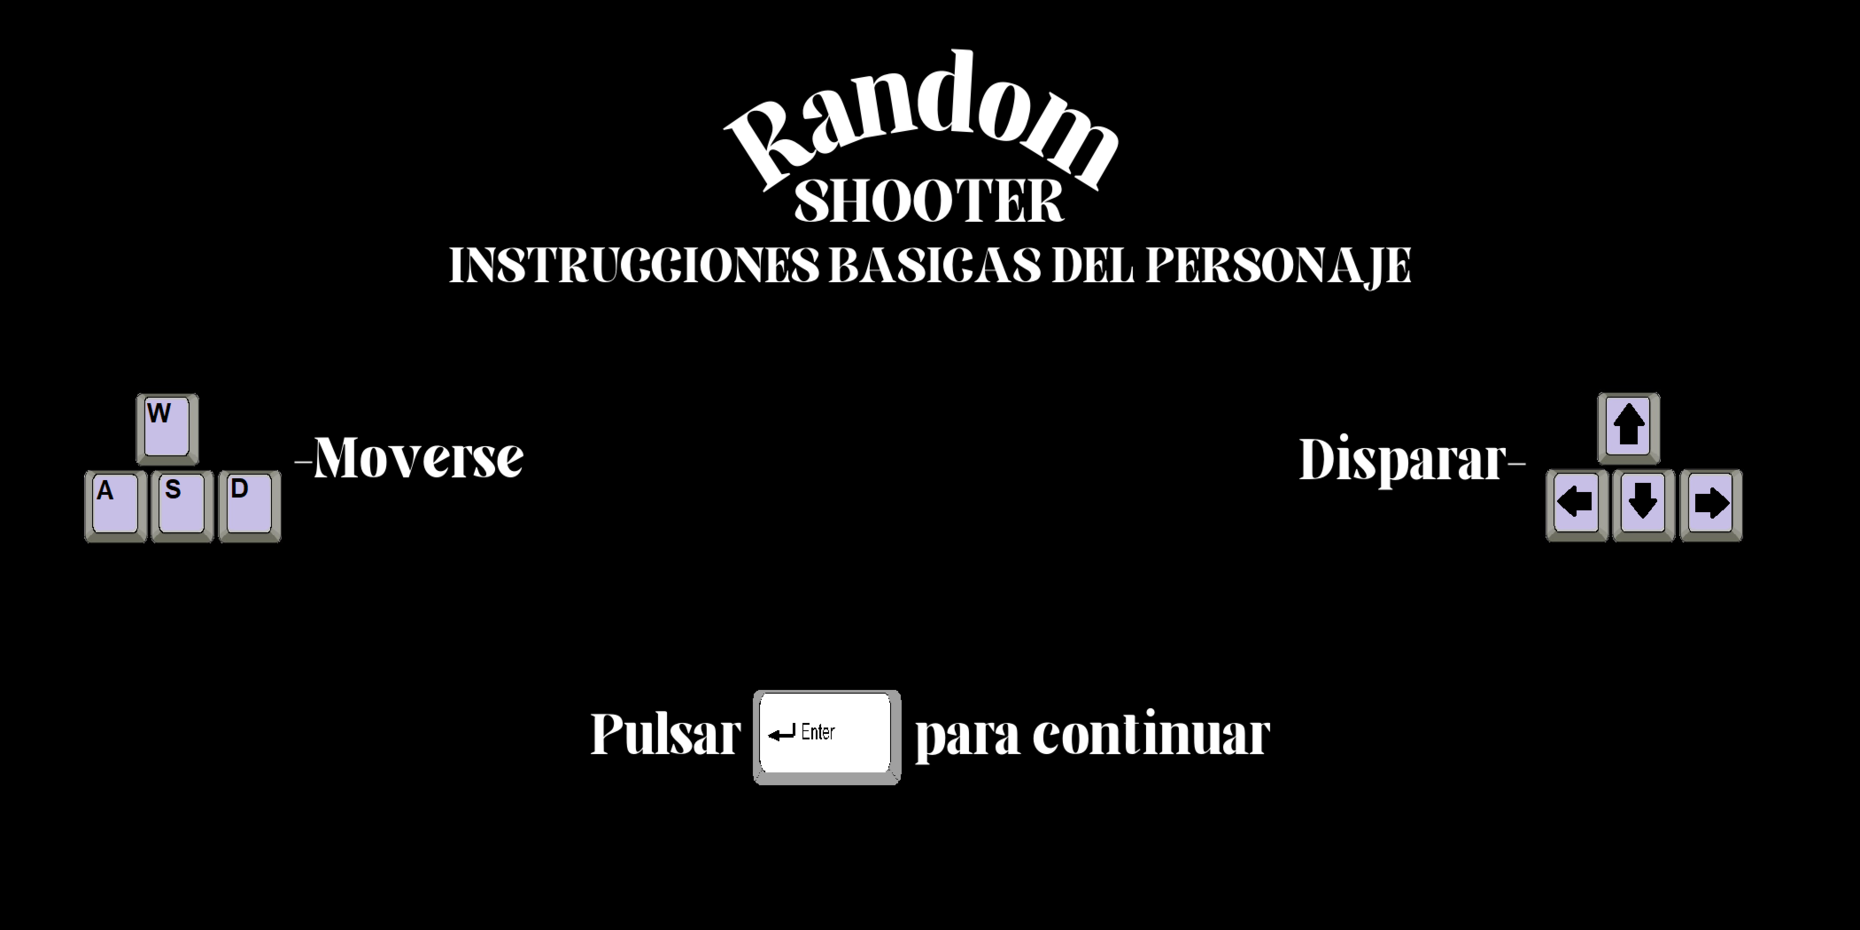 Random
SHOOTER
INSTRUCCIONES BASICAS DEL PERSONAJE
W
A S D
-Moverse
Disparar-
Pulsar Enter para continuar